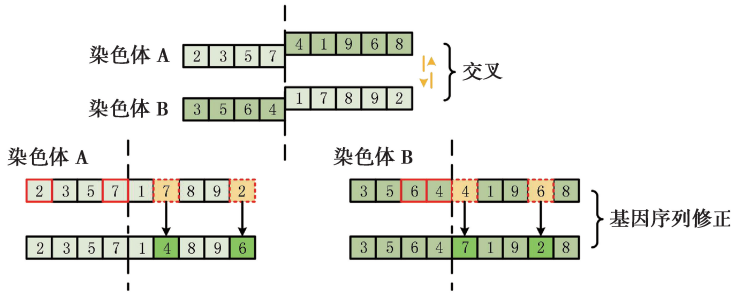 染色体 A
2 3 5 7 4 1 9 6 8
交叉
染色体 B
3 5 6 4 1 7 8 9 2
染色体 A
染色体 B
2 3 5 7 1 7 8 9 2
3 5 6 4 4 1 9 6 8
基因序列修正
2 3 5 7 1 4 8 9 6
3 5 6 4 7 1 9 2 8